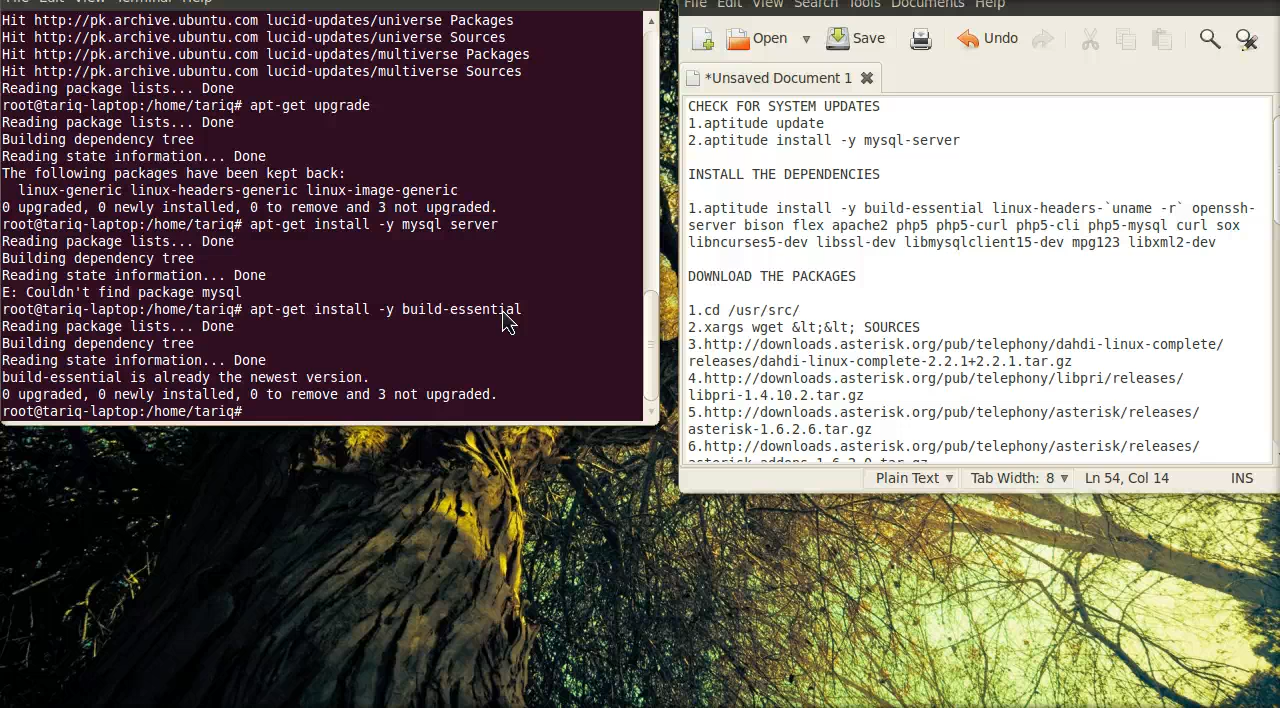 File Edit View Terminal Help
Hit http://pk.archive.ubuntu.com lucid-updates/universe Packages
Hit http://pk.archive.ubuntu.com lucid-updates/universe Sources
Hit http://pk.archive.ubuntu.com lucid-updates/multiverse Packages
Hit http://pk.archive.ubuntu.com lucid-updates/multiverse Sources
Reading package lists... Done
root@tariq-laptop:/home/tariq# apt-get upgrade
Reading package lists... Done
Building dependency tree
Reading state information... Done
The following packages have been kept back:
  linux-generic linux-headers-generic linux-image-generic
0 upgraded, 0 newly installed, 0 to remove and 3 not upgraded.
root@tariq-laptop:/home/tariq# apt-get install -y mysql server
Reading package lists... Done
Building dependency tree
Reading state information... Done
E: Couldn't find package mysql
root@tariq-laptop:/home/tariq# apt-get install -y build-essential
Reading package lists... Done
Building dependency tree
Reading state information... Done
build-essential is already the newest version.
0 upgraded, 0 newly installed, 0 to remove and 3 not upgraded.
root@tariq-laptop:/home/tariq#
File Edit View Search Tools Documents Help
Open Save Undo
*Unsaved Document 1
CHECK FOR SYSTEM UPDATES
1.aptitude update
2.aptitude install -y mysql-server
INSTALL THE DEPENDENCIES
1.aptitude install -y build-essential linux-headers-`uname -r` openssh-
server bison flex apache2 php5 php5-curl php5-cli php5-mysql curl sox
libncurses5-dev libssl-dev libmysqlclient15-dev mpg123 libxml2-dev
DOWNLOAD THE PACKAGES
1.cd /usr/src/
2.xargs wget &lt;&lt; SOURCES
3.http://downloads.asterisk.org/pub/telephony/dahdi-linux-complete/
releases/dahdi-linux-complete-2.2.1+2.2.1.tar.gz
4.http://downloads.asterisk.org/pub/telephony/libpri/releases/
libpri-1.4.10.2.tar.gz
5.http://downloads.asterisk.org/pub/telephony/asterisk/releases/
asterisk-1.6.2.6.tar.gz
6.http://downloads.asterisk.org/pub/telephony/asterisk/releases/
Plain Text Tab Width: 8 Ln 54, Col 14 INS